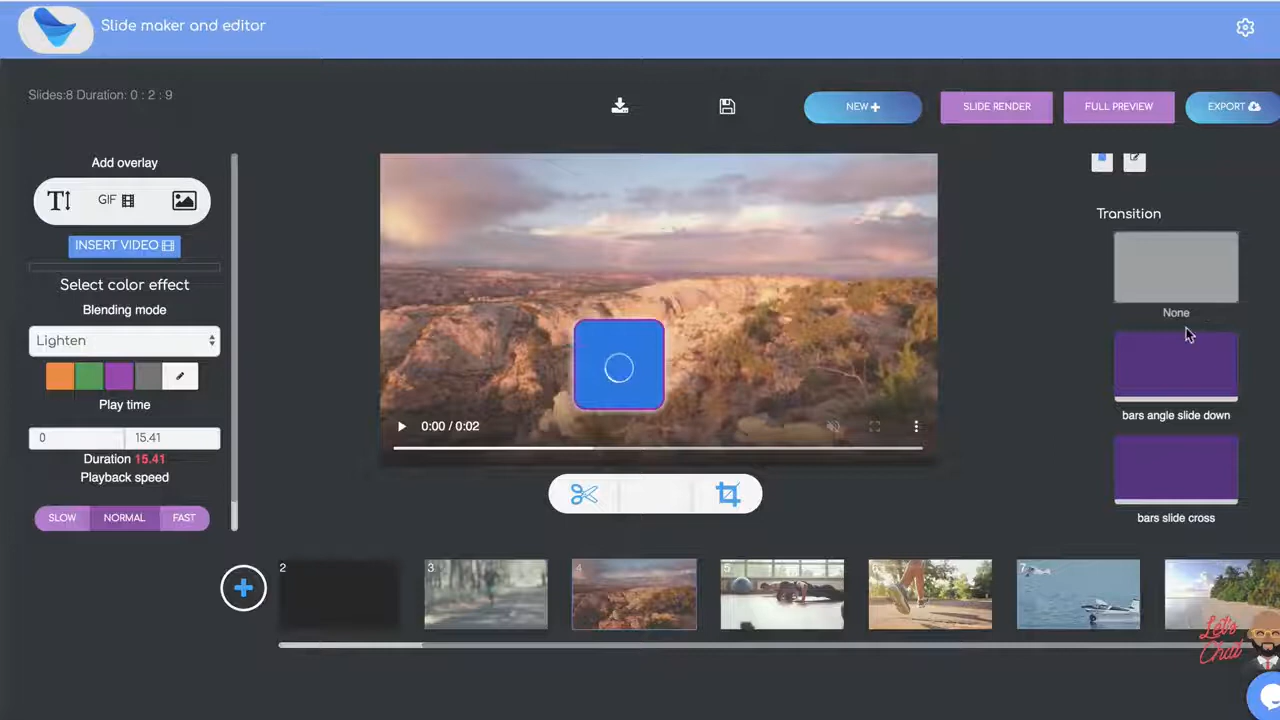 Slide maker and editor
Slides:8 Duration: 0 : 2 : 9
NEW
SLIDE RENDER
FULL PREVIEW
EXPORT
Add overlay
T
GIF
INSERT VIDEO
Select color effect
Blending mode
Lighten
Play time
0
15.41
Duration 15.41
Playback speed
SLOW
NORMAL
FAST
0:00 / 0:02
Transition
None
bars angle slide down
bars slide cross
2
3
4
5
6
7
Let's
Chat